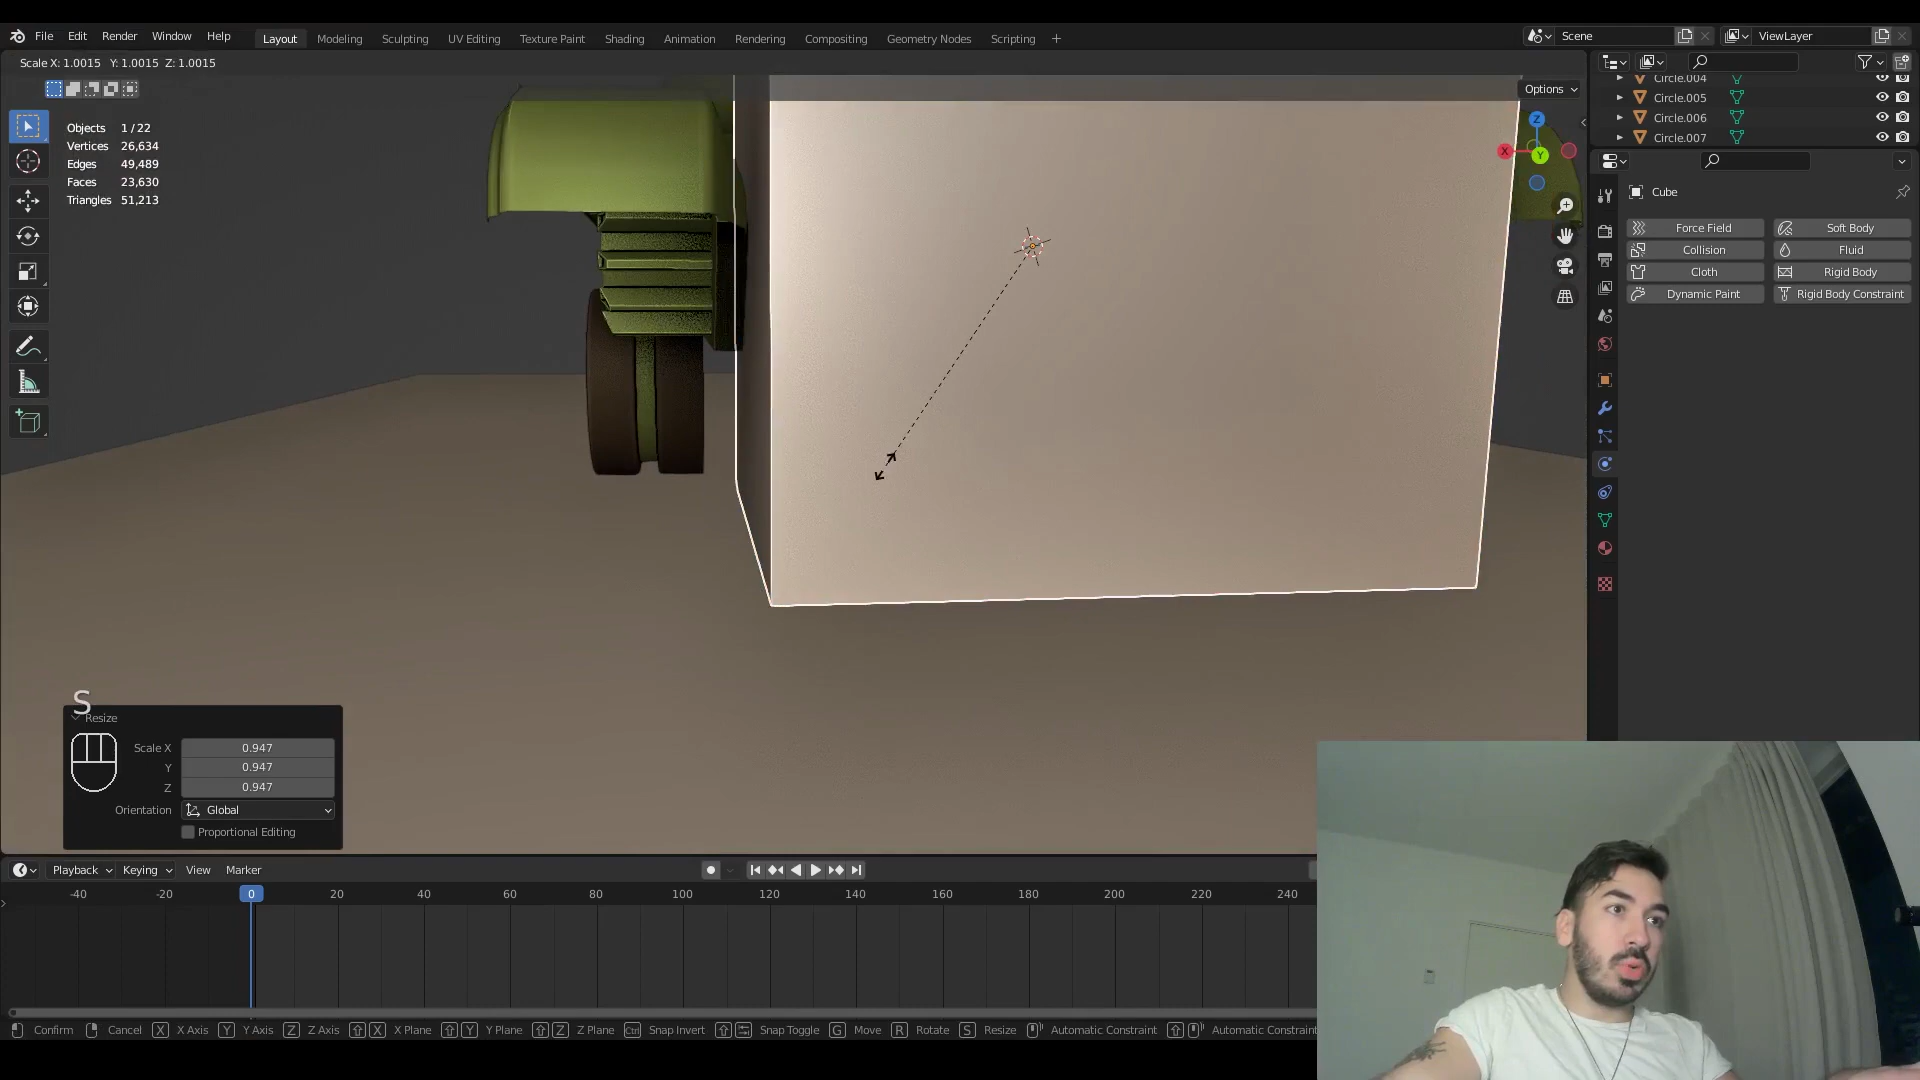 File Edit Render Window Help Layout Modeling Sculpting UV Editing Texture Paint Shading Animation Rendering Compositing Geometry Nodes Scripting + Scene ViewLayer
Scale X: 1.0015 Y: 1.0015 Z: 1.0015
Options
Circle.004
Circle.005
Circle.006
Circle.007
Objects 1 / 22
Vertices 26,634
Edges 49,489
Faces 23,630
Triangles 51,213
Z
X
Y
Cube
Force Field Soft Body
Collision Fluid
Cloth Rigid Body
Dynamic Paint Rigid Body Constraint
S
Resize
Scale X 0.947
Y 0.947
Z 0.947
Orientation Global
Proportional Editing
Playback Keying View Marker
-40 -20 0 20 40 60 80 100 120 140 160 180 200 220 240
Confirm Cancel X X Axis Y Y Axis Z Z Axis X X Plane Y Y Plane Z Z Plane Ctrl Snap Invert Snap Toggle G Move R Rotate S Resize Automatic Constraint Automatic Constraint